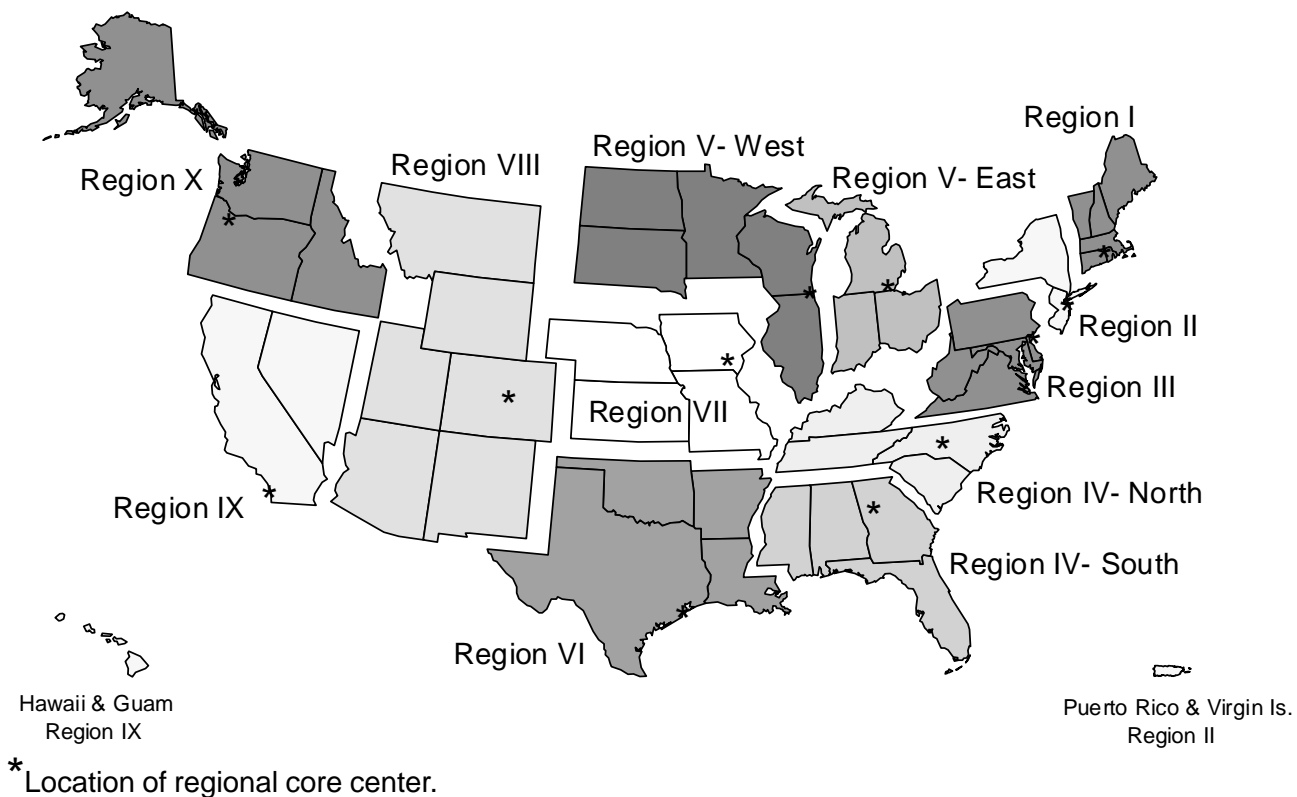 Region I
Region V- West
Region VIII
Region V- East
Region X
Region II
Region III
Region VII
Region IV- North
Region IX
Region IV- South
Region VI
Hawaii & Guam
Region IX
Puerto Rico & Virgin Is.
Region II
*Location of regional core center.